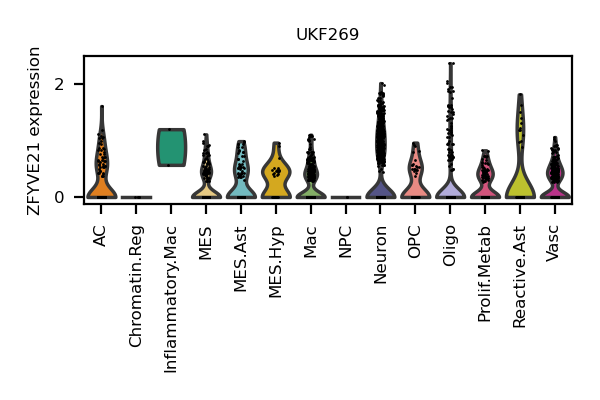 UKF269
ZFYVE21 expression
2
0
AC
Chromatin.Reg
Inflammatory.Mac
MES
MES.Ast
MES.Hyp
Mac
NPC
Neuron
OPC
Oligo
Prolif.Metab
Reactive.Ast
Vasc